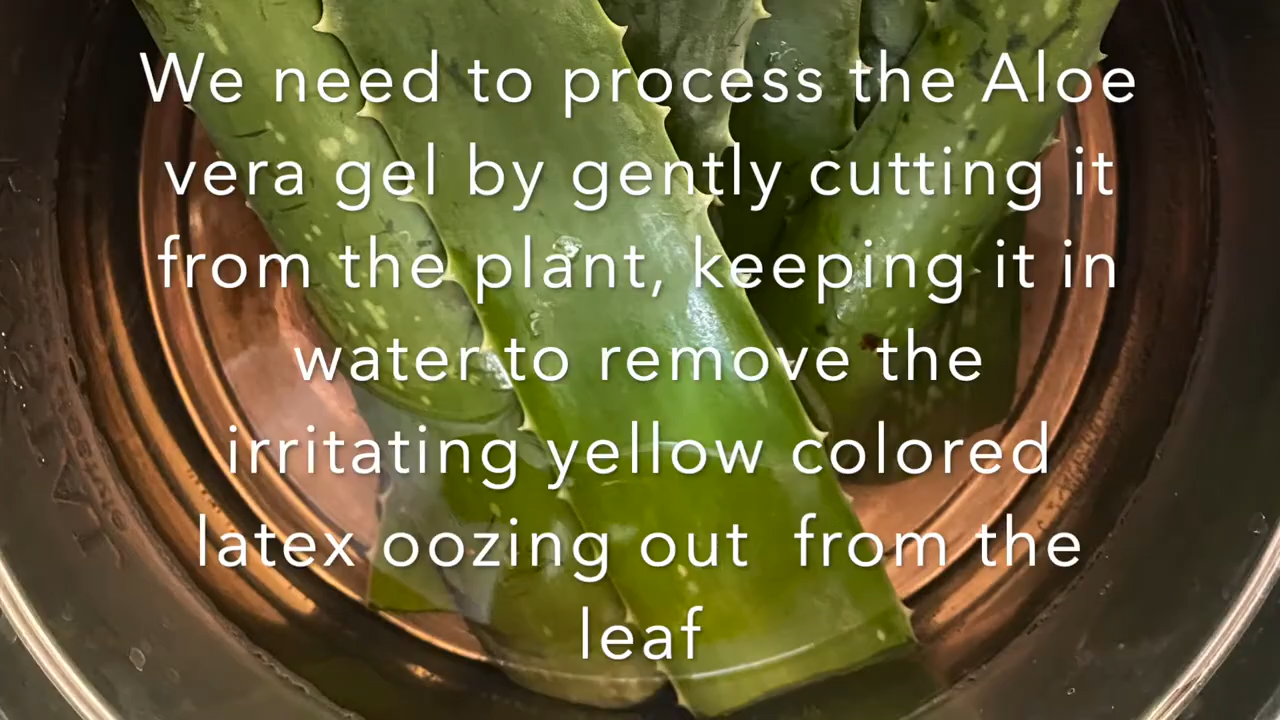 We need to process the Aloe
vera gel by gently cutting it
from the plant, keeping it in
water to remove the
irritating yellow colored
latex oozing out  from the
leaf